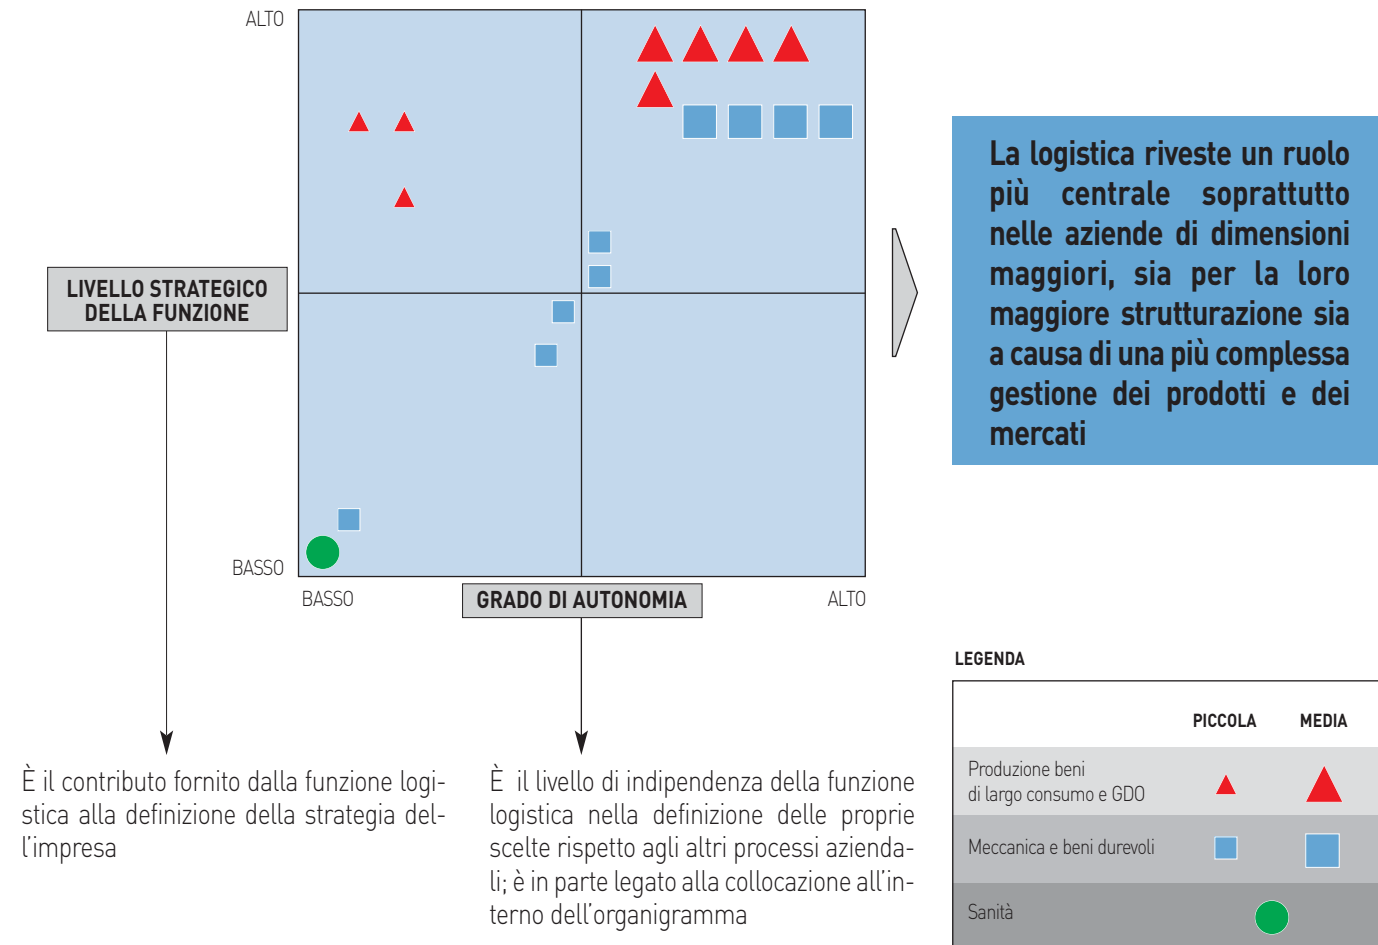 ALTO
LIVELLO STRATEGICO
DELLA FUNZIONE
BASSO
BASSO
GRADO DI AUTONOMIA
ALTO
La logistica riveste un ruolo
più centrale soprattutto
nelle aziende di dimensioni
maggiori, sia per la loro
maggiore strutturazione sia
a causa di una più complessa
gestione dei prodotti e dei
mercati
È il contributo fornito dalla funzione logi-
stica alla definizione della strategia del-
l'impresa
È il livello di indipendenza della funzione
logistica nella definizione delle proprie
scelte rispetto agli altri processi azienda-
li; è in parte legato alla collocazione all'in-
terno dell'organigramma
LEGENDA
PICCOLA MEDIA
Produzione beni
di largo consumo e GDO
Meccanica e beni durevoli
Sanità